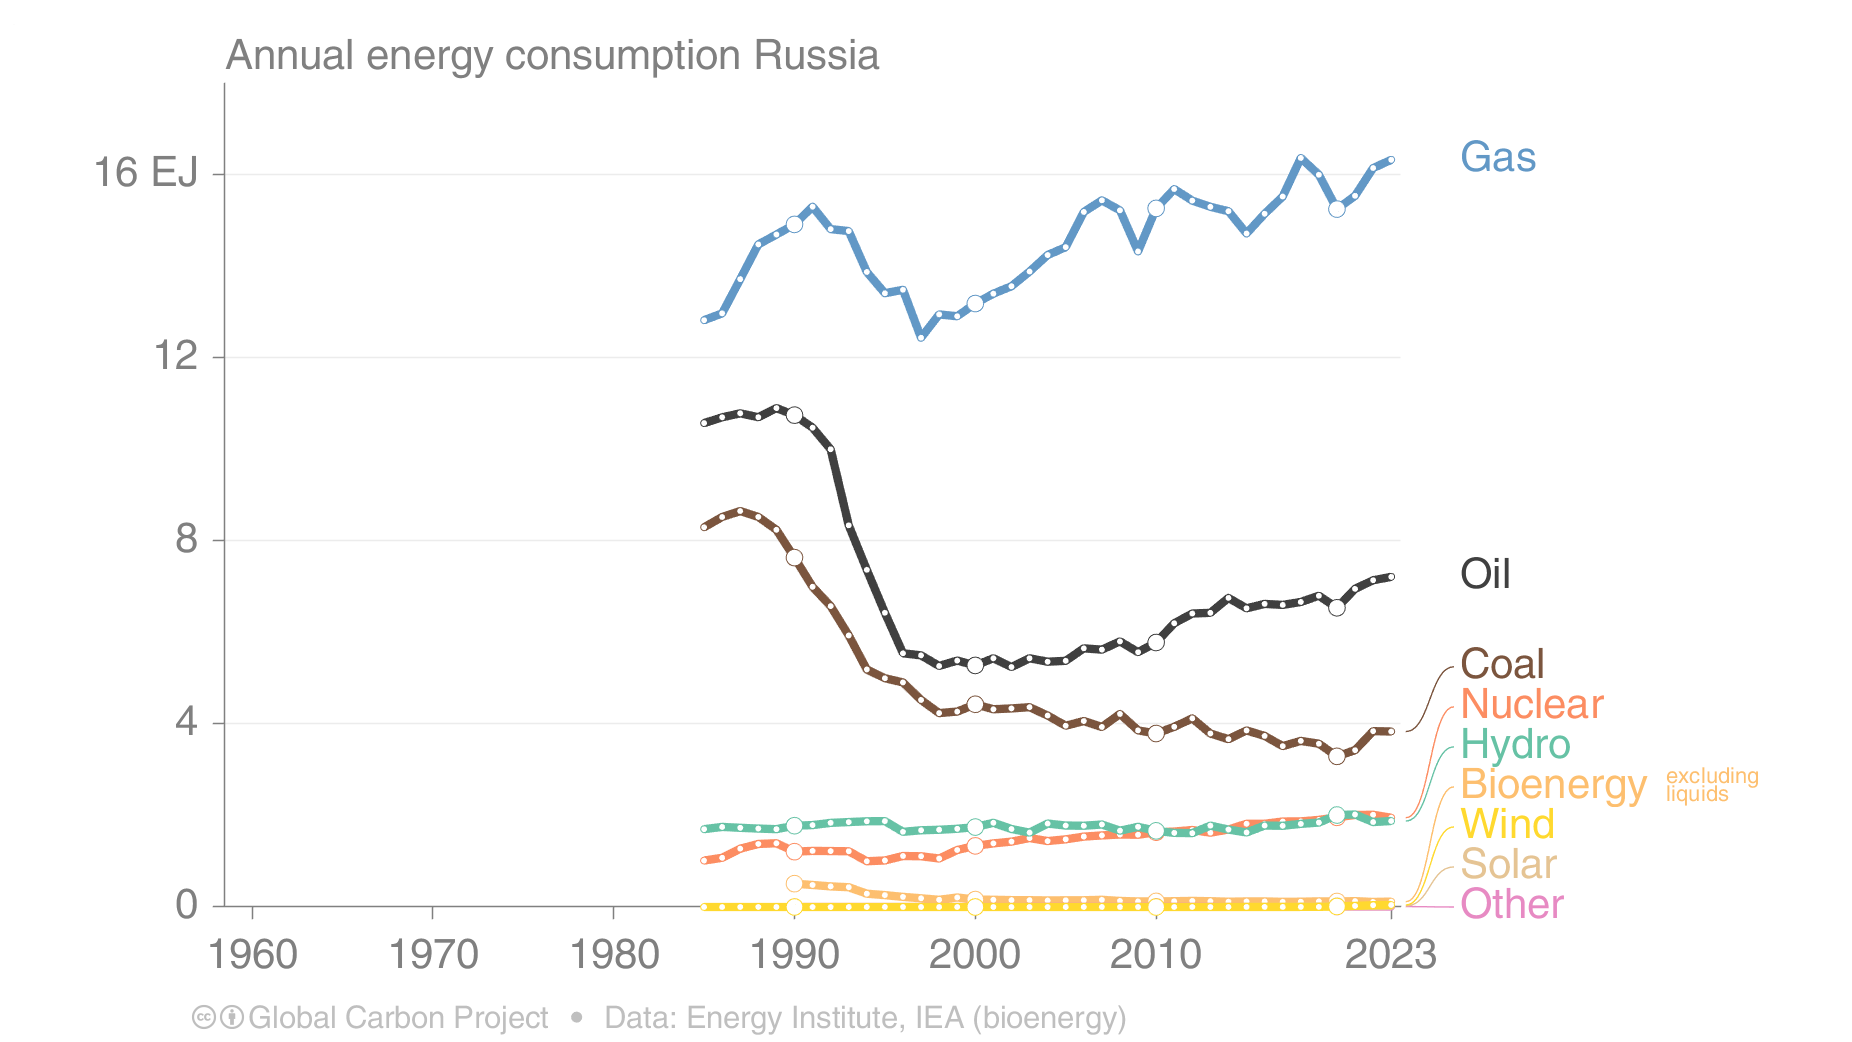 Annual energy consumption Russia
16 EJ
12
8
4
0
1960 1970 1980 1990 2000 2010 2023
Gas
Oil
Coal
Nuclear
Hydro
Bioenergy excluding
liquids
Wind
Solar
Other
cc Global Carbon Project • Data: Energy Institute, IEA (bioenergy)